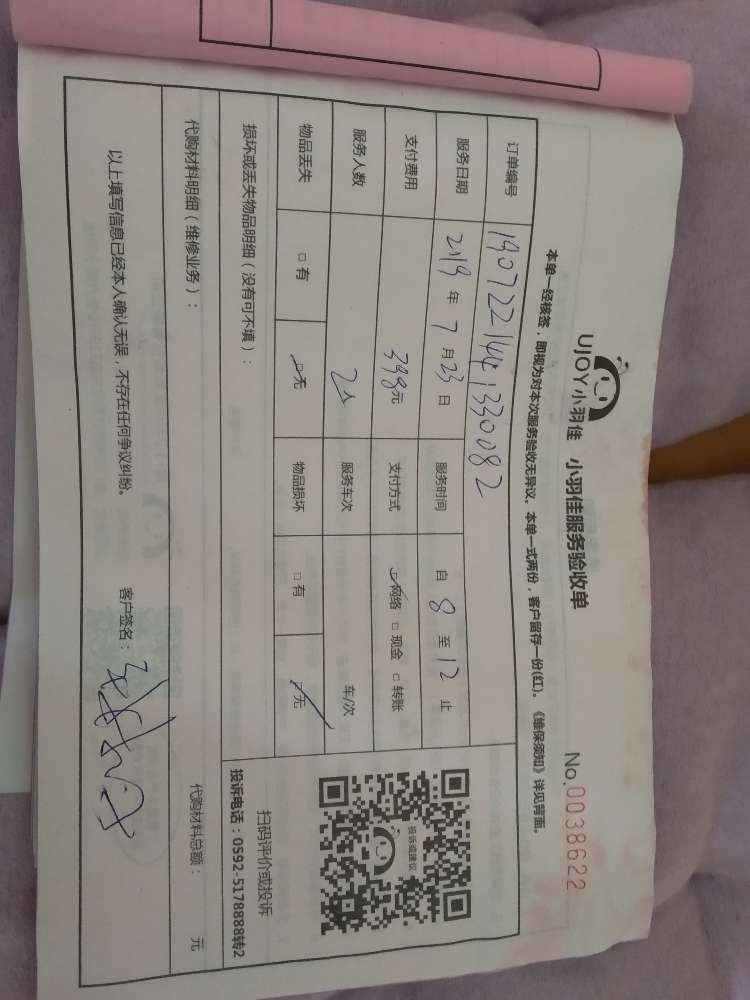 UJOY小羽佳 小羽佳服务验收单
No.0038622
本单一经核签，即视为对本次服务验收无异议。本单一式两份，客户留存一份(红)。《维保须知》详见背面。
订单编号 1907221441330082
服务日期 2019 年 7 月 23 日 服务时间 自 8 至 12 止
支付费用 398元 支付方式 ☑网络 □ 现金 □ 转账
服务人数 2人 服务车次 车/次
物品丢失 □ 有 ☑无 物品损坏 □ 有 ☑无
投诉或建议
扫码评价或投诉
投诉电话：0592-5178888转2
损坏或丢失物品明细（没有可不填）：
代购材料明细（维修业务）： 代购材料总额： 元
以上填写信息已经本人确认无误，不存在任何争议纠纷。 客户签名：